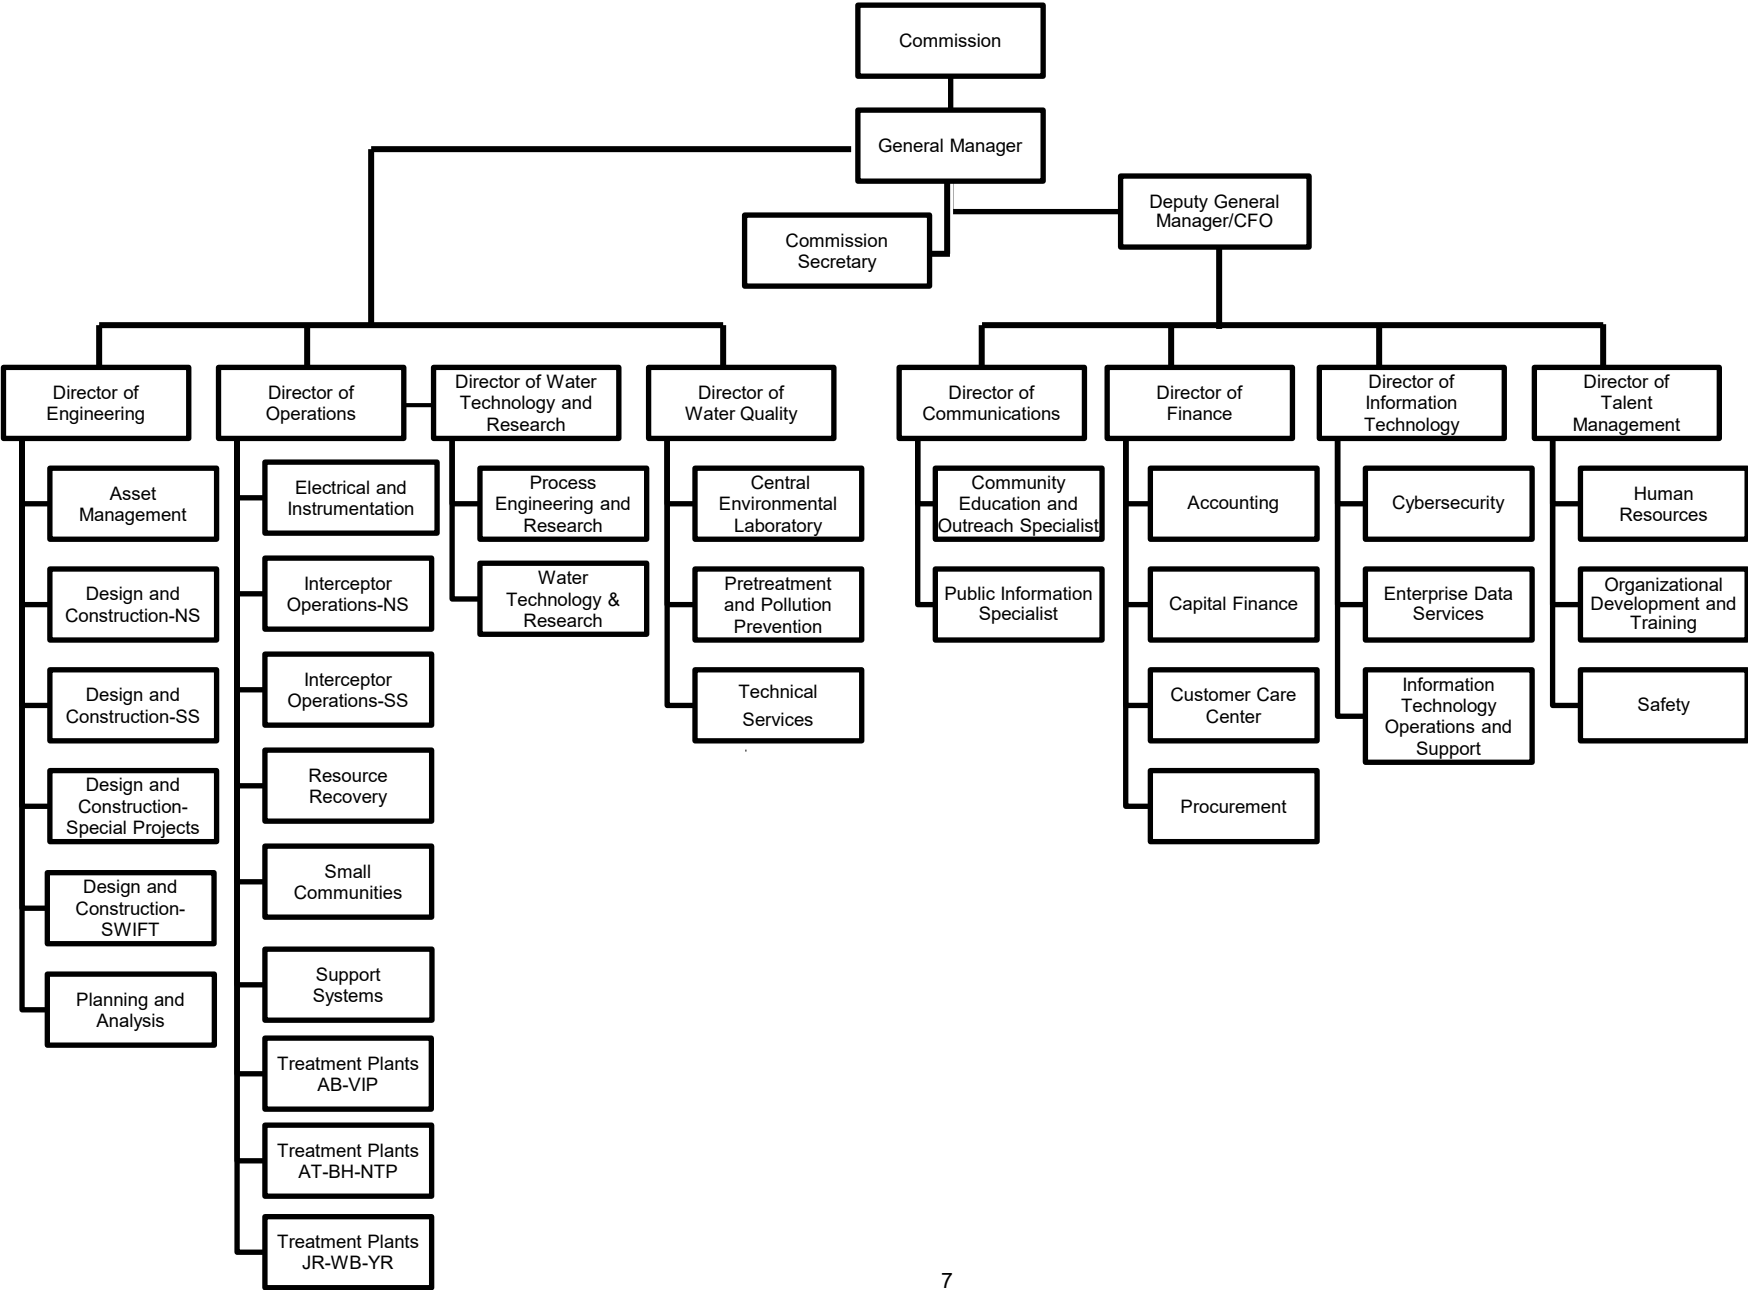 Commission
General Manager
Deputy General
Manager/CFO
Commission
Secretary
Director of
Engineering
Director of
Operations
Director of Water
Technology and
Research
Director of
Water Quality
Director of
Communications
Director of
Finance
Director of
Information
Technology
Director of
Talent
Management
Asset
Management
Design and
Construction-NS
Design and
Construction-SS
Design and
Construction-
Special Projects
Design and
Construction-
SWIFT
Planning and
Analysis
Electrical and
Instrumentation
Interceptor
Operations-NS
Interceptor
Operations-SS
Resource
Recovery
Small
Communities
Support
Systems
Treatment Plants
AB-VIP
Treatment Plants
AT-BH-NTP
Treatment Plants
JR-WB-YR
Process
Engineering and
Research
Water
Technology &
Research
Central
Environmental
Laboratory
Pretreatment
and Pollution
Prevention
Technical
Services
Community
Education and
Outreach Specialist
Public Information
Specialist
Accounting
Capital Finance
Customer Care
Center
Procurement
Cybersecurity
Enterprise Data
Services
Information
Technology
Operations and
Support
Human
Resources
Organizational
Development and
Training
Safety
7